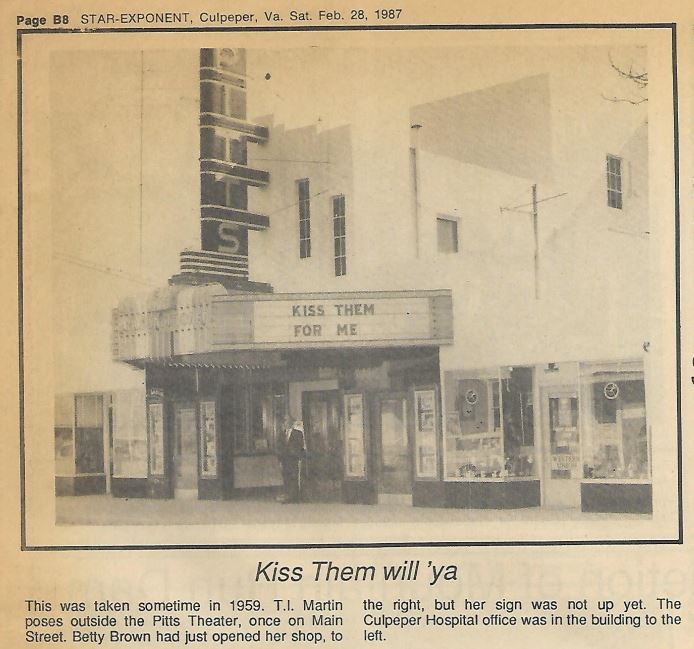 Page B8 STAR-EXPONENT, Culpeper, Va. Sat. Feb. 28, 1987
PITTS
KISS THEM
FOR ME
WESTERN
UNION
Kiss Them will 'ya
This was taken sometime in 1959. T.I. Martin
poses outside the Pitts Theater, once on Main
Street. Betty Brown had just opened her shop, to
the right, but her sign was not up yet. The
Culpeper Hospital office was in the building to the
left.